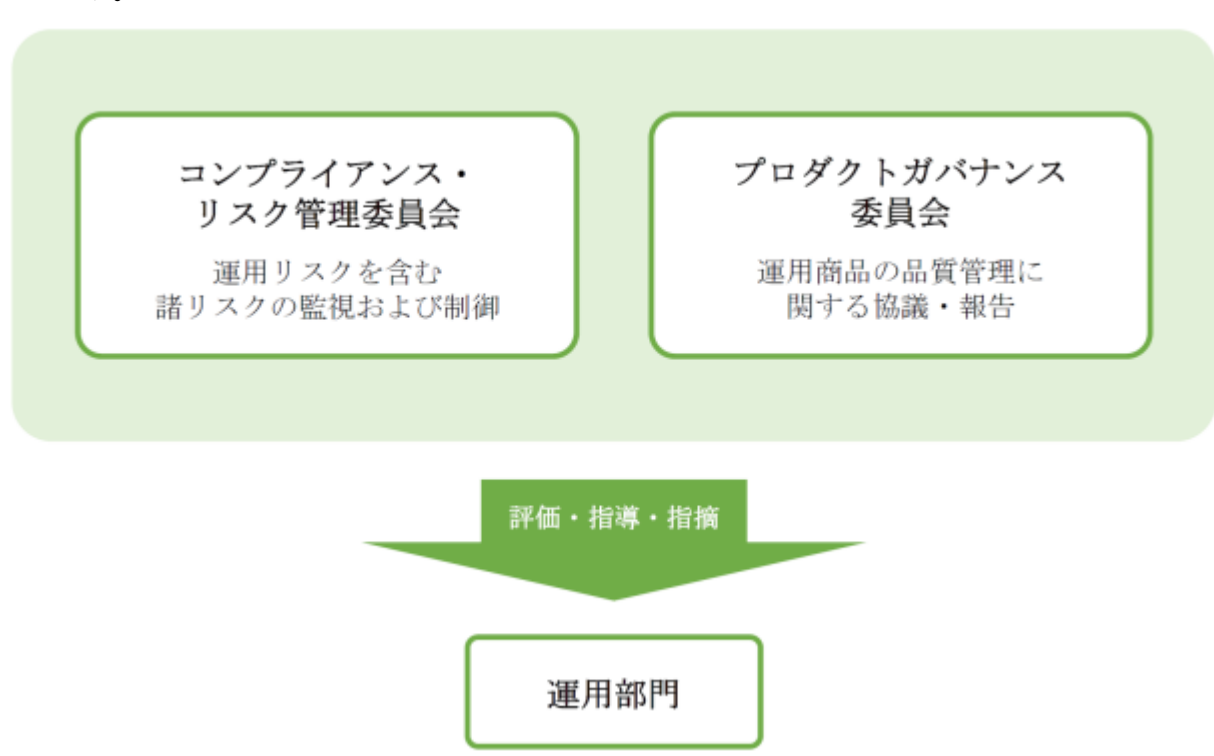 コンプライアンス・
リスク管理委員会
運用リスクを含む
諸リスクの監視および制御
プロダクトガバナンス
委員会
運用商品の品質管理に
関する協議・報告
評価・指導・指摘
運用部門